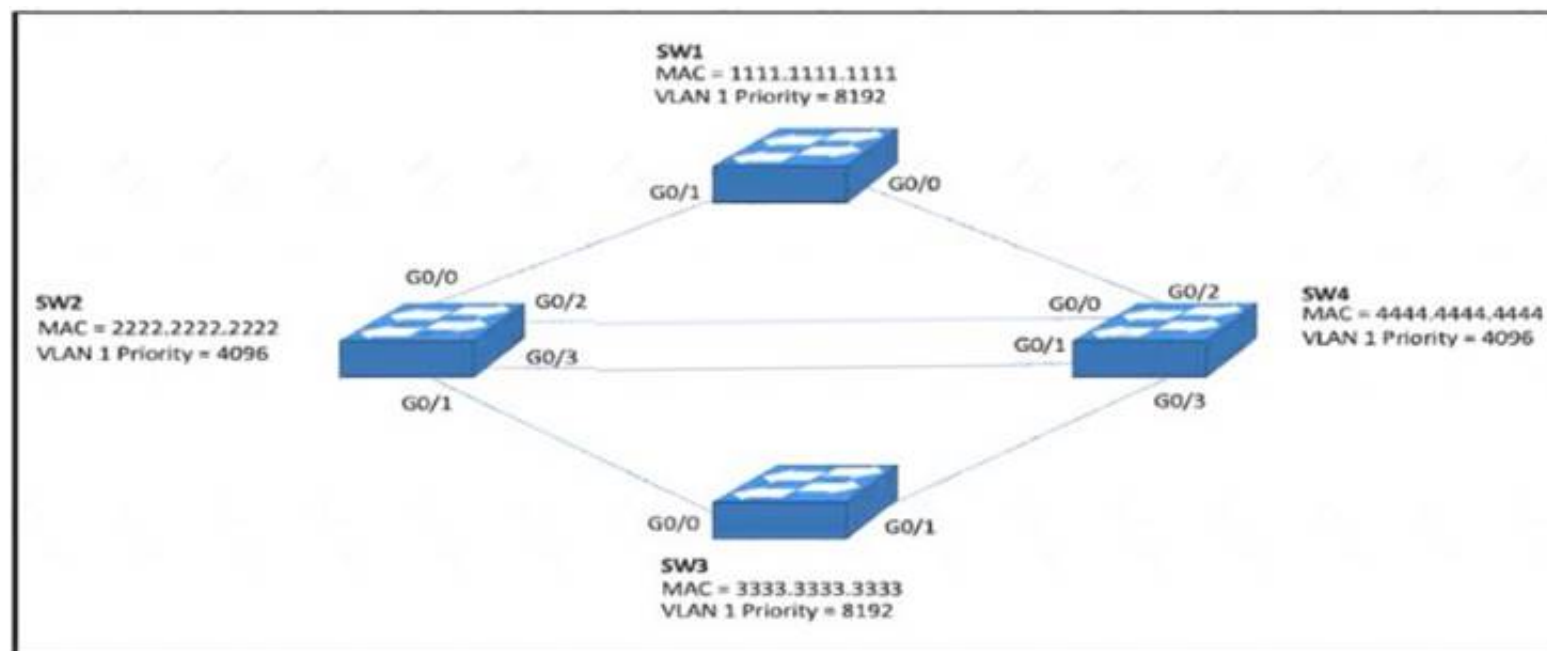 SW1
MAC = 1111.1111.1111
VLAN 1 Priority = 8192
G0/1
G0/0
G0/0
SW2
MAC = 2222.2222.2222
VLAN 1 Priority = 4096
G0/2
G0/3
G0/1
G0/0
G0/2
G0/1
G0/3
SW4
MAC = 4444.4444.4444
VLAN 1 Priority = 4096
G0/0
G0/1
SW3
MAC = 3333.3333.3333
VLAN 1 Priority = 8192